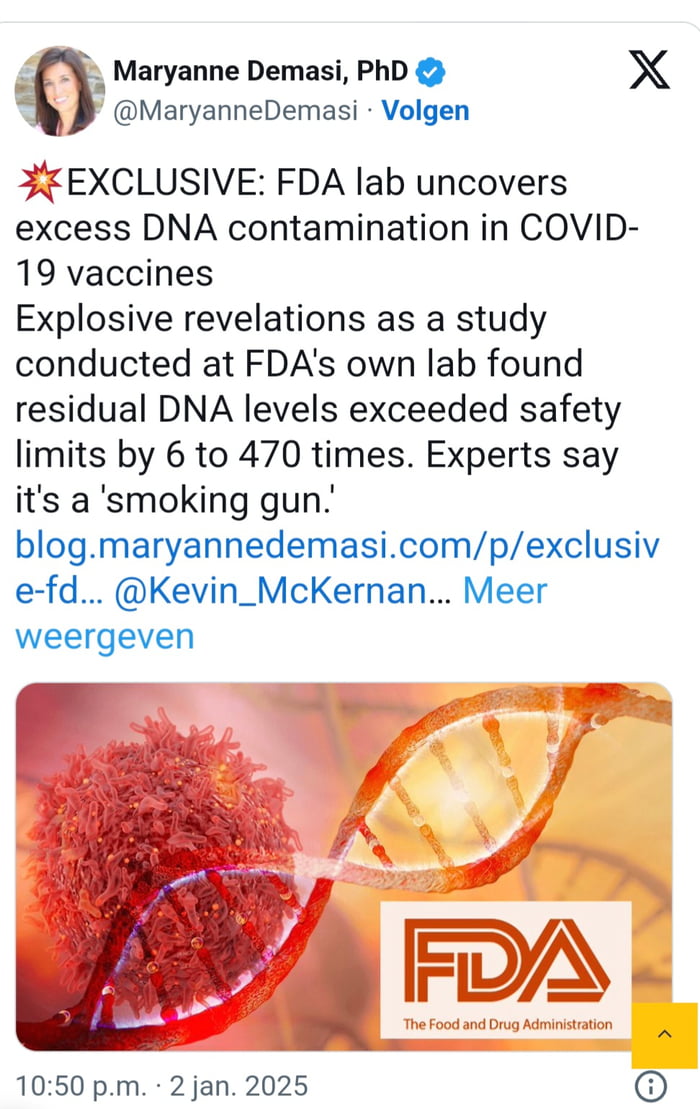 Maryanne Demasi, PhD
@MaryanneDemasi · Volgen
💥EXCLUSIVE: FDA lab uncovers
excess DNA contamination in COVID-
19 vaccines
Explosive revelations as a study
conducted at FDA's own lab found
residual DNA levels exceeded safety
limits by 6 to 470 times. Experts say
it's a 'smoking gun.'
blog.maryannedemasi.com/p/exclusiv
e-fd… @Kevin_McKernan… Meer
weergeven
FDA
The Food and Drug Administration
10:50 p.m. · 2 jan. 2025